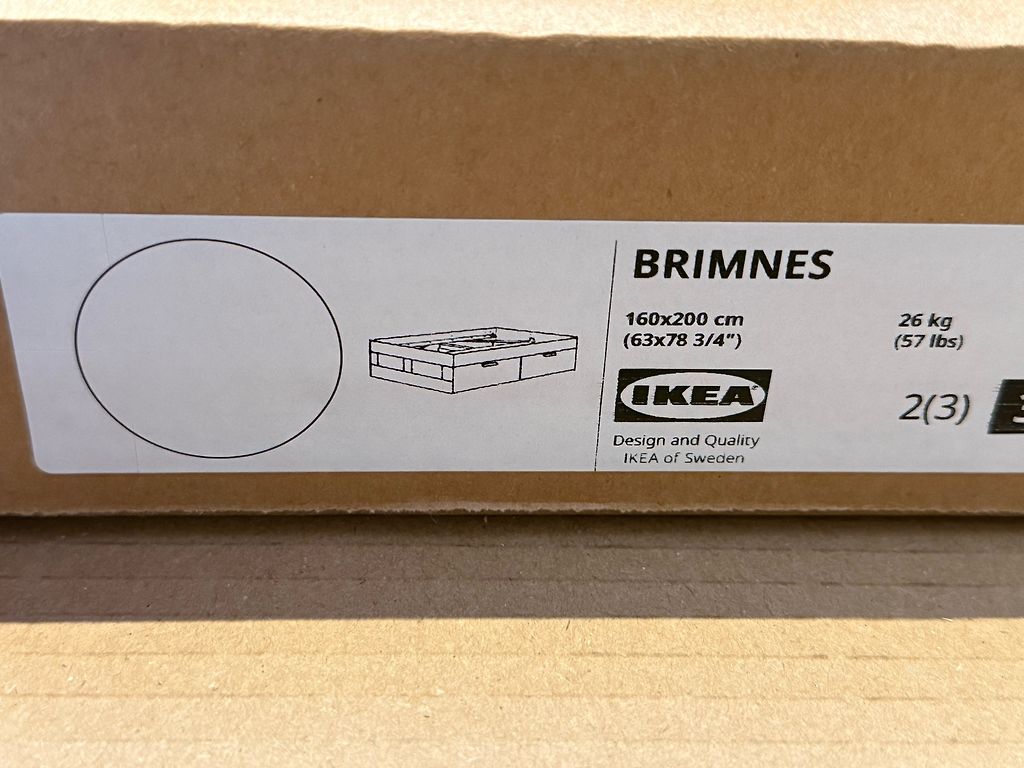 BRIMNES
160x200 cm
(63x78 3/4")
26 kg
(57 lbs)
IKEA
2(3)
Design and Quality
IKEA of Sweden